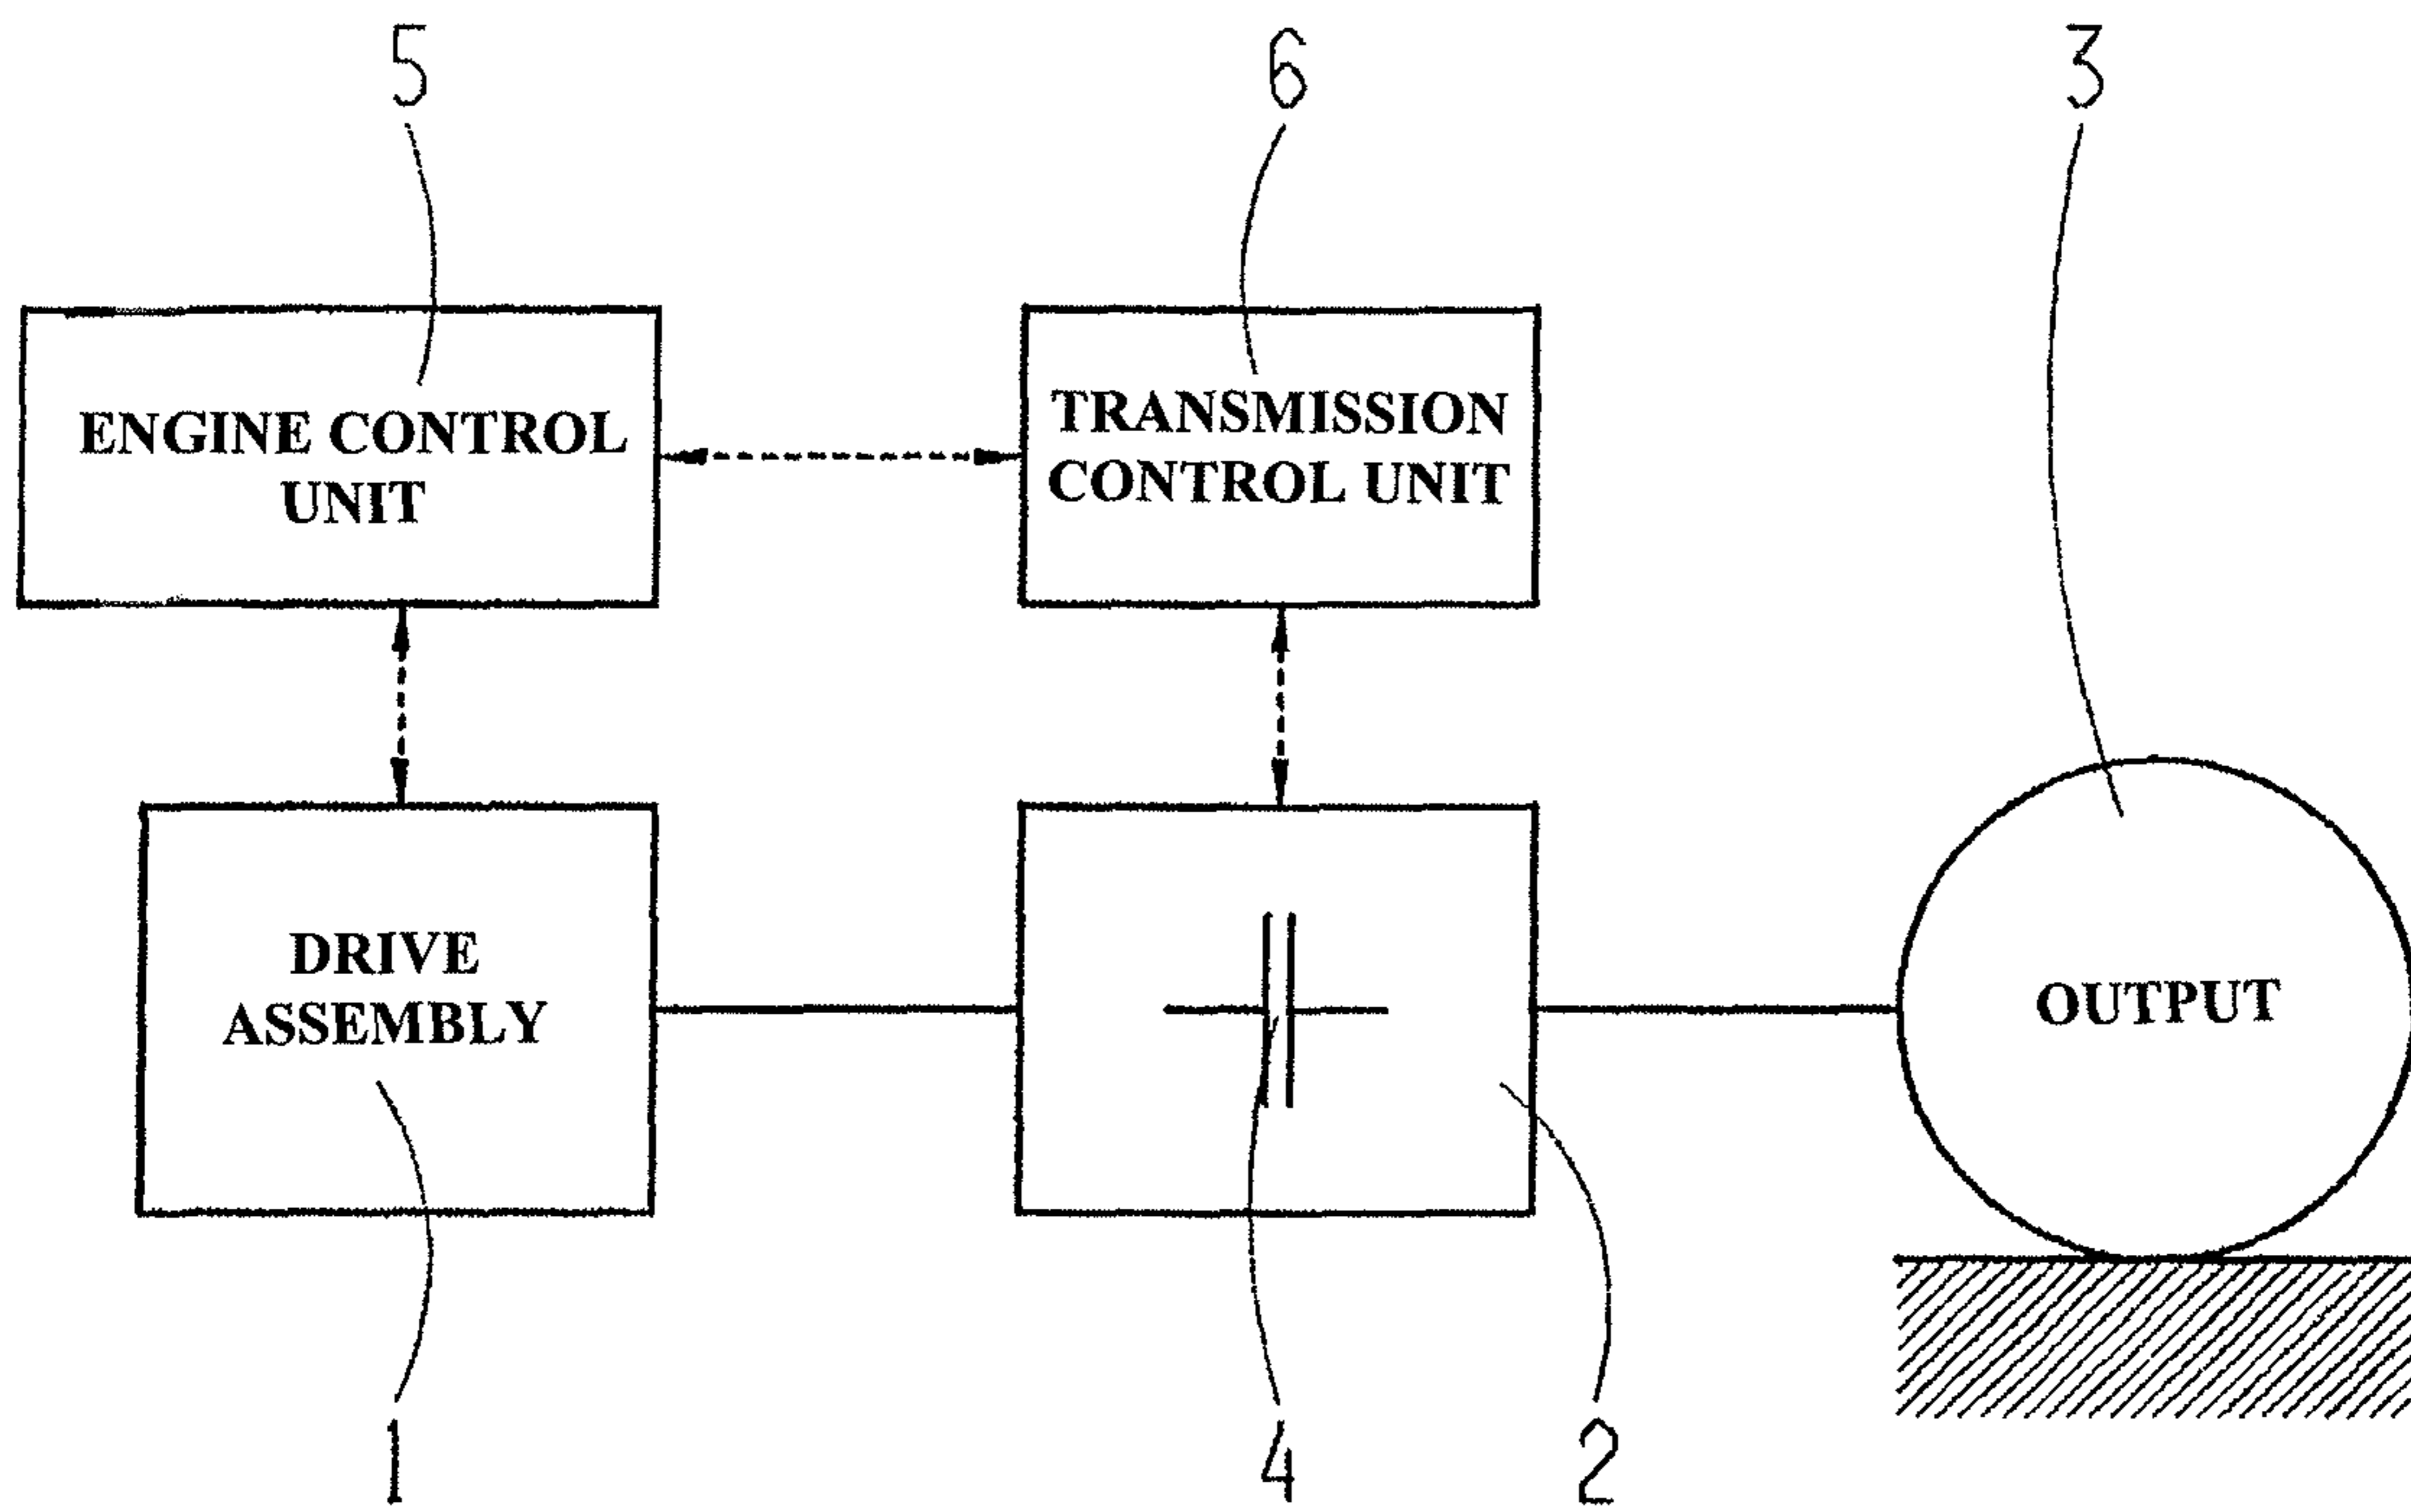 5
6
3
ENGINE CONTROL
UNIT
TRANSMISSION
CONTROL UNIT
DRIVE
ASSEMBLY
OUTPUT
1
4
2